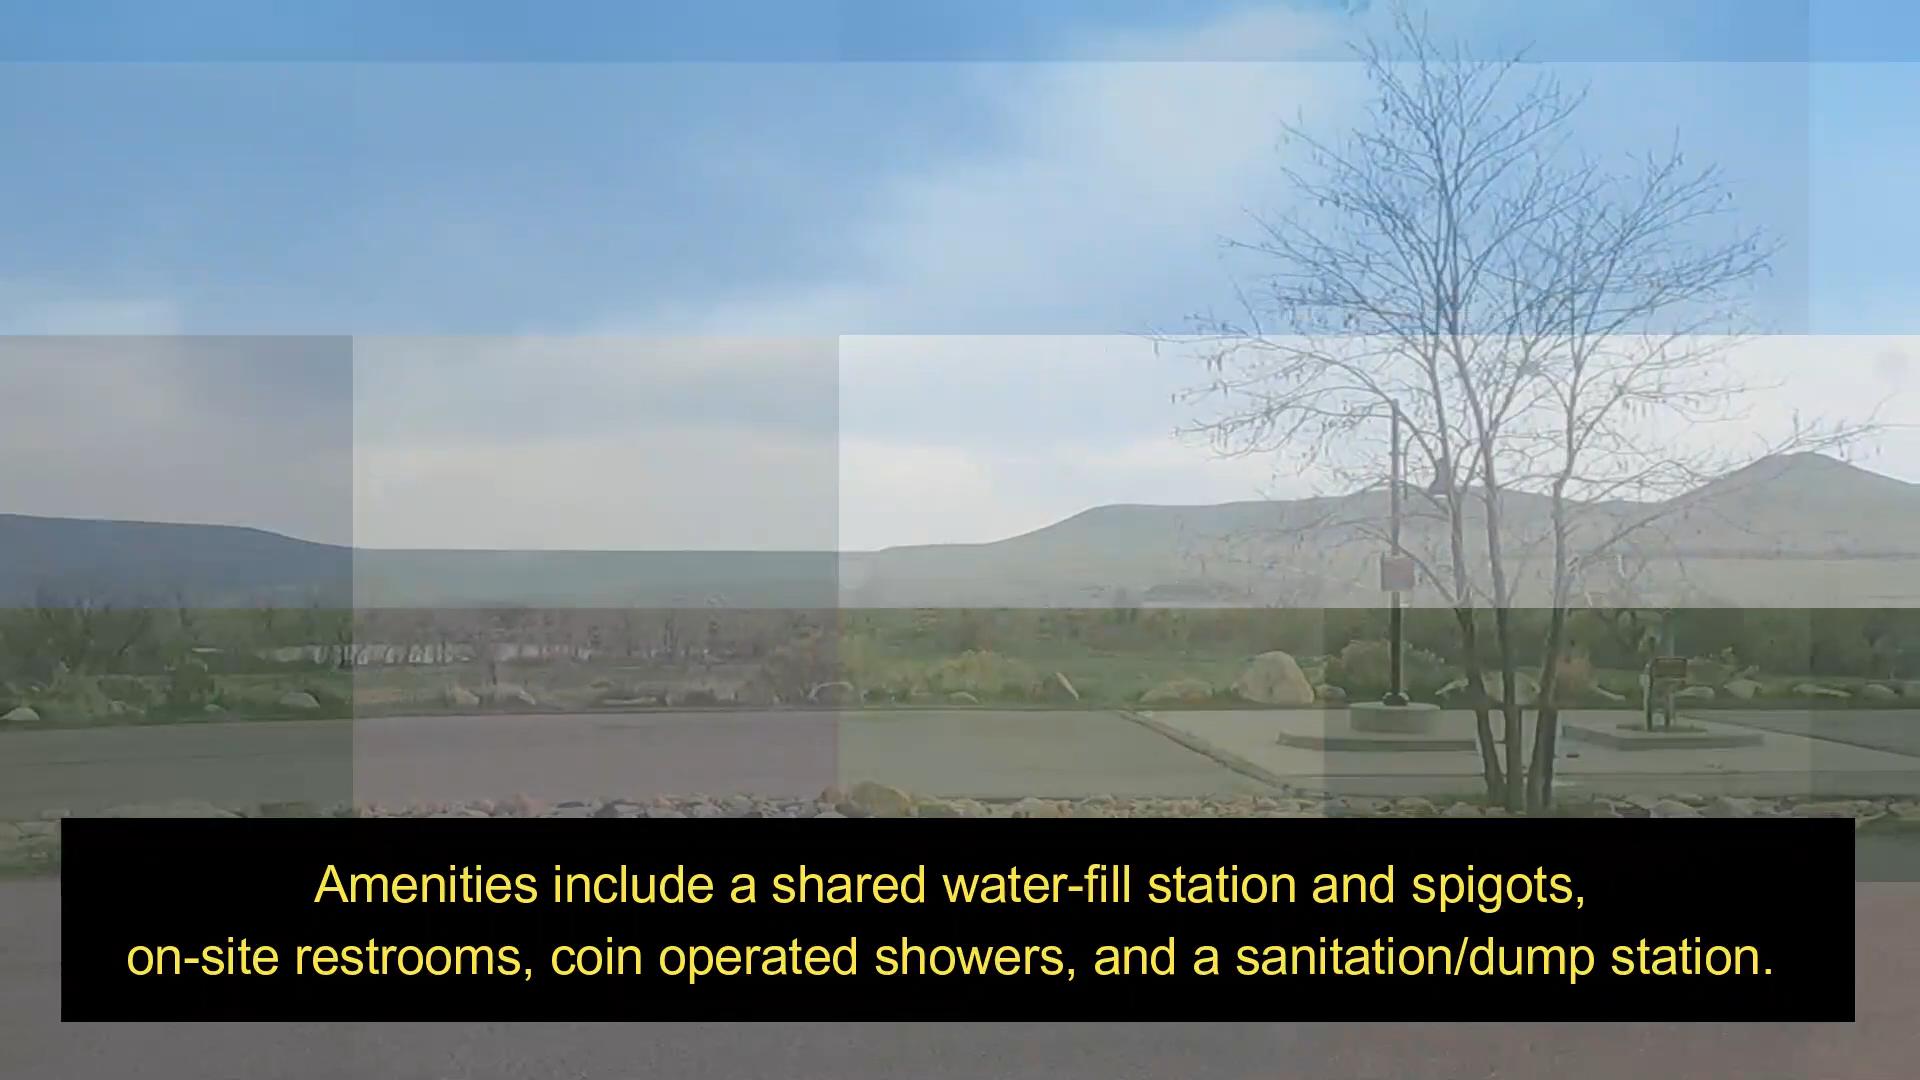 Amenities include a shared water-fill station and spigots,
on-site restrooms, coin operated showers, and a sanitation/dump station.